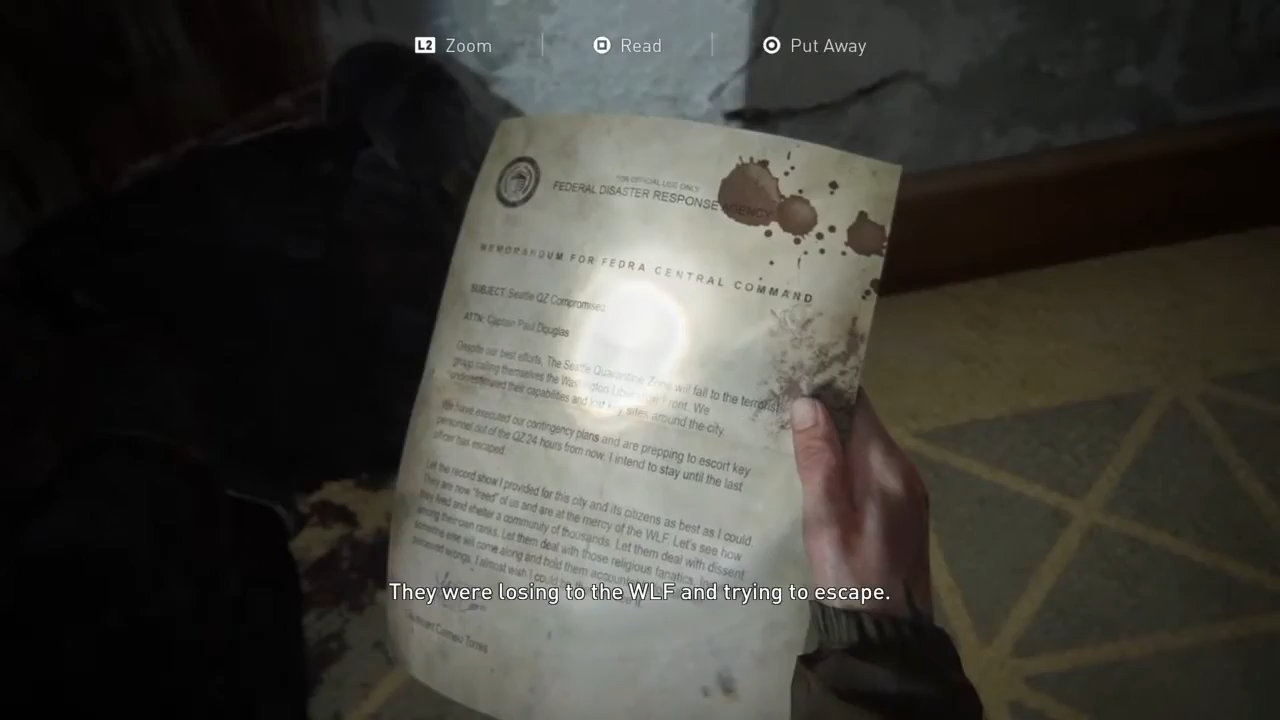 L2 Zoom Read Put Away
FOR OFFICIAL USE ONLY
FEDERAL DISASTER RESPONSE AGENCY
MEMORANDUM FOR FEDRA CENTRAL COMMAND
SUBJECT: Seattle QZ Compromised
ATTN: Captain Paul Douglas
Despite our best efforts, The Seattle Quarantine Zone will fall to the terrorist
group calling themselves the Washington Liberation Front. We
underestimated their capabilities and lost key sites around the city.
We have executed our contingency plans and are prepping to escort key
personnel out of the QZ 24 hours from now. I intend to stay until the last
officer has escaped.
Let the record show I provided for this city and its citizens as best as I could.
They are now "freed" of us and are at the mercy of the WLF. Let's see how
they feed and shelter a community of thousands. Let them deal with dissent
among their own ranks. Let them deal with those religious fanatics.
someone else will come along and hold them
perceived wrongs. I almost wish I could
They were losing to the WLF and trying to escape.
Torres